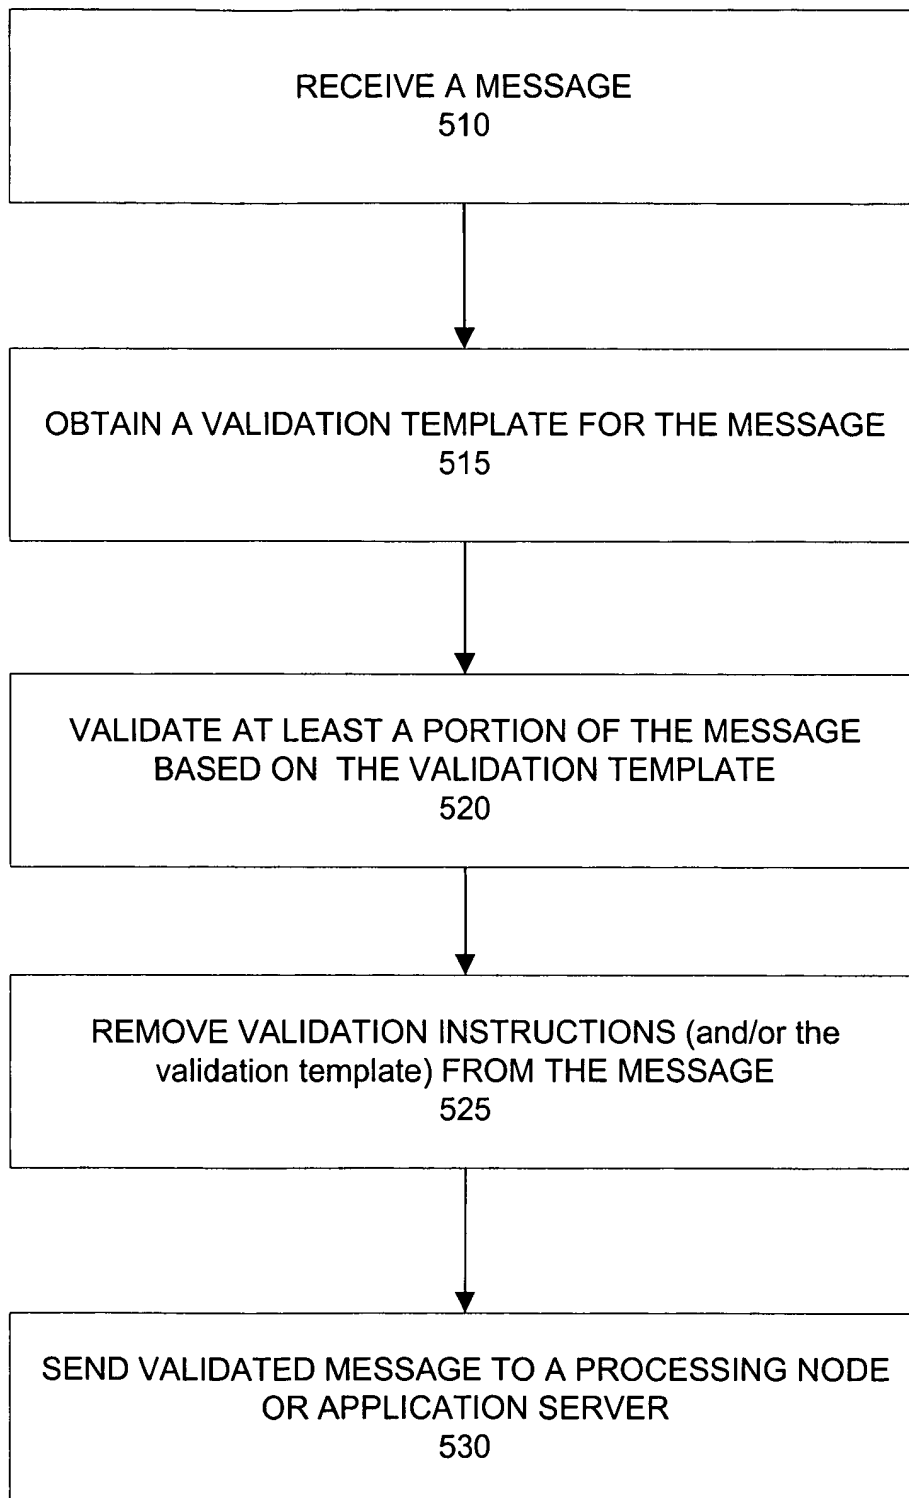 RECEIVE A MESSAGE
510
OBTAIN A VALIDATION TEMPLATE FOR THE MESSAGE
515
VALIDATE AT LEAST A PORTION OF THE MESSAGE
BASED ON THE VALIDATION TEMPLATE
520
REMOVE VALIDATION INSTRUCTIONS (and/or the
validation template) FROM THE MESSAGE
525
SEND VALIDATED MESSAGE TO A PROCESSING NODE
OR APPLICATION SERVER
530